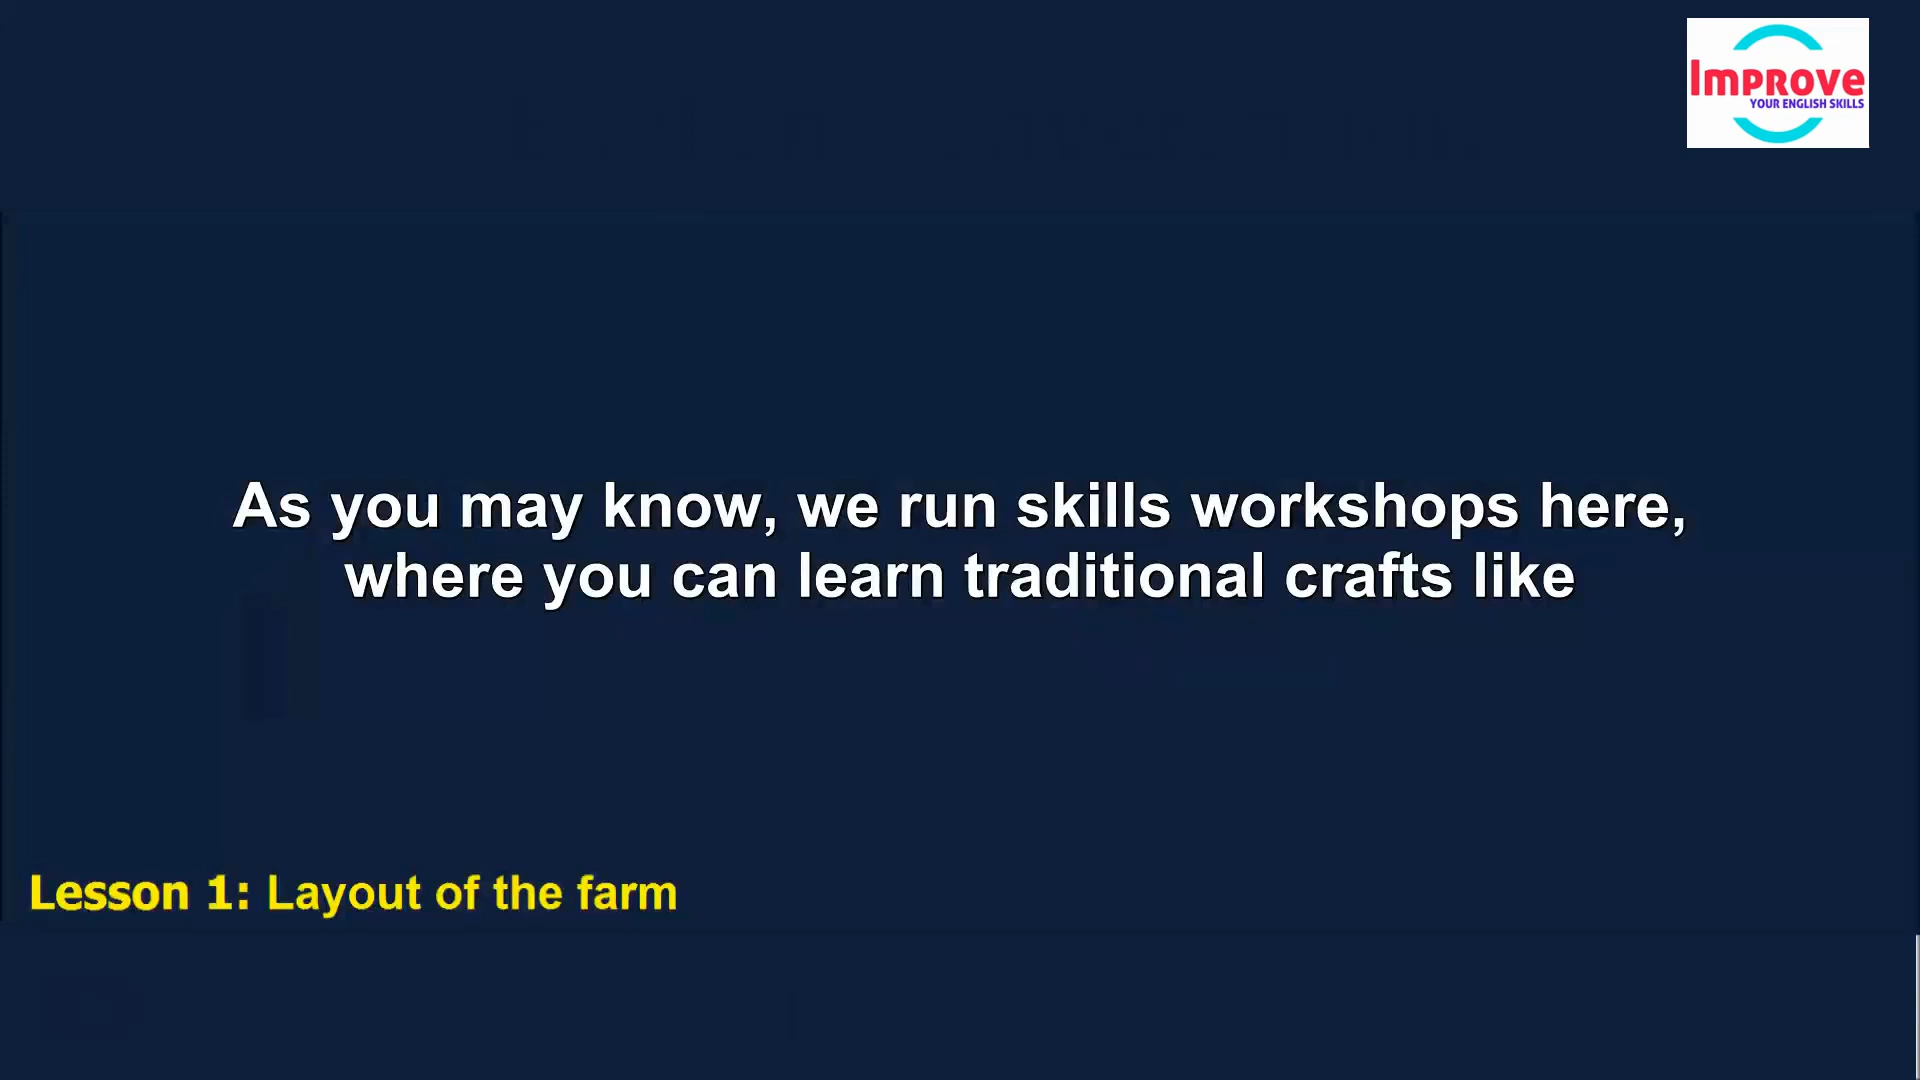 Improve
YOUR ENGLISH SKILLS
As you may know, we run skills workshops here,
where you can learn traditional crafts like
Lesson 1: Layout of the farm